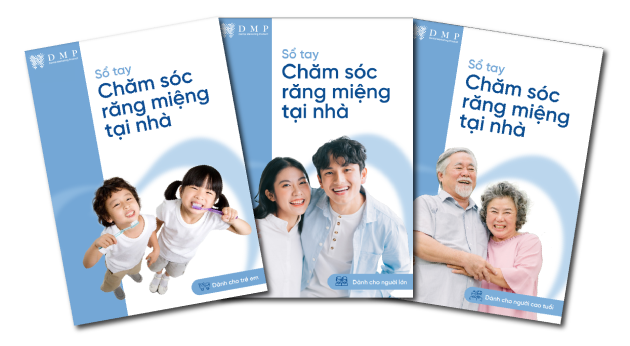 DMP
Sổ tay
Chăm sóc
răng miệng
tại nhà
Dành cho trẻ em
DMP
Sổ tay
Chăm sóc
răng miệng
tại nhà
Dành cho người lớn
DMP
Sổ tay
Chăm sóc
răng miệng
tại nhà
Dành cho người cao tuổi